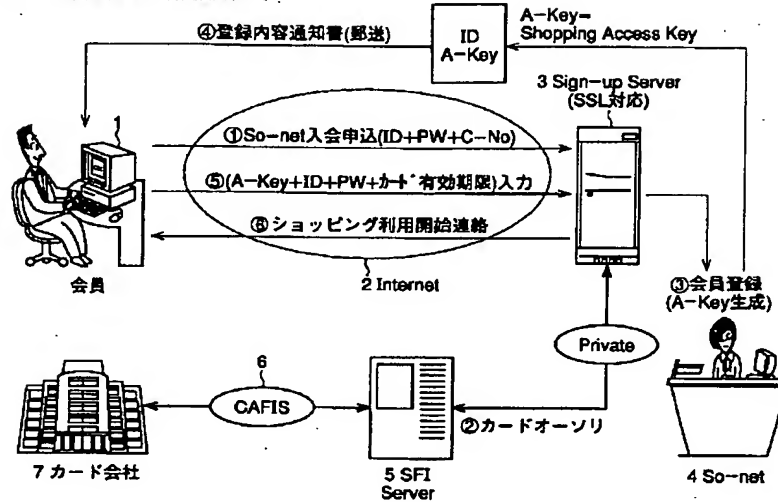 ④登録内容通知書(郵送)
ID
A-Key
A-Key=
Shopping Access Key
3 Sign-up Server
(SSL対応)
1
①So-net入会申込(ID+PW+C-No)
⑤(A-Key+ID+PW+カード有効期限)入力
⑥ショッピング利用開始連絡
会員
2 Internet
③会員登録
(A-Key生成)
Private
6
CAFIS
②カードオーソリ
7 カード会社
5 SFI
Server
4 So-net